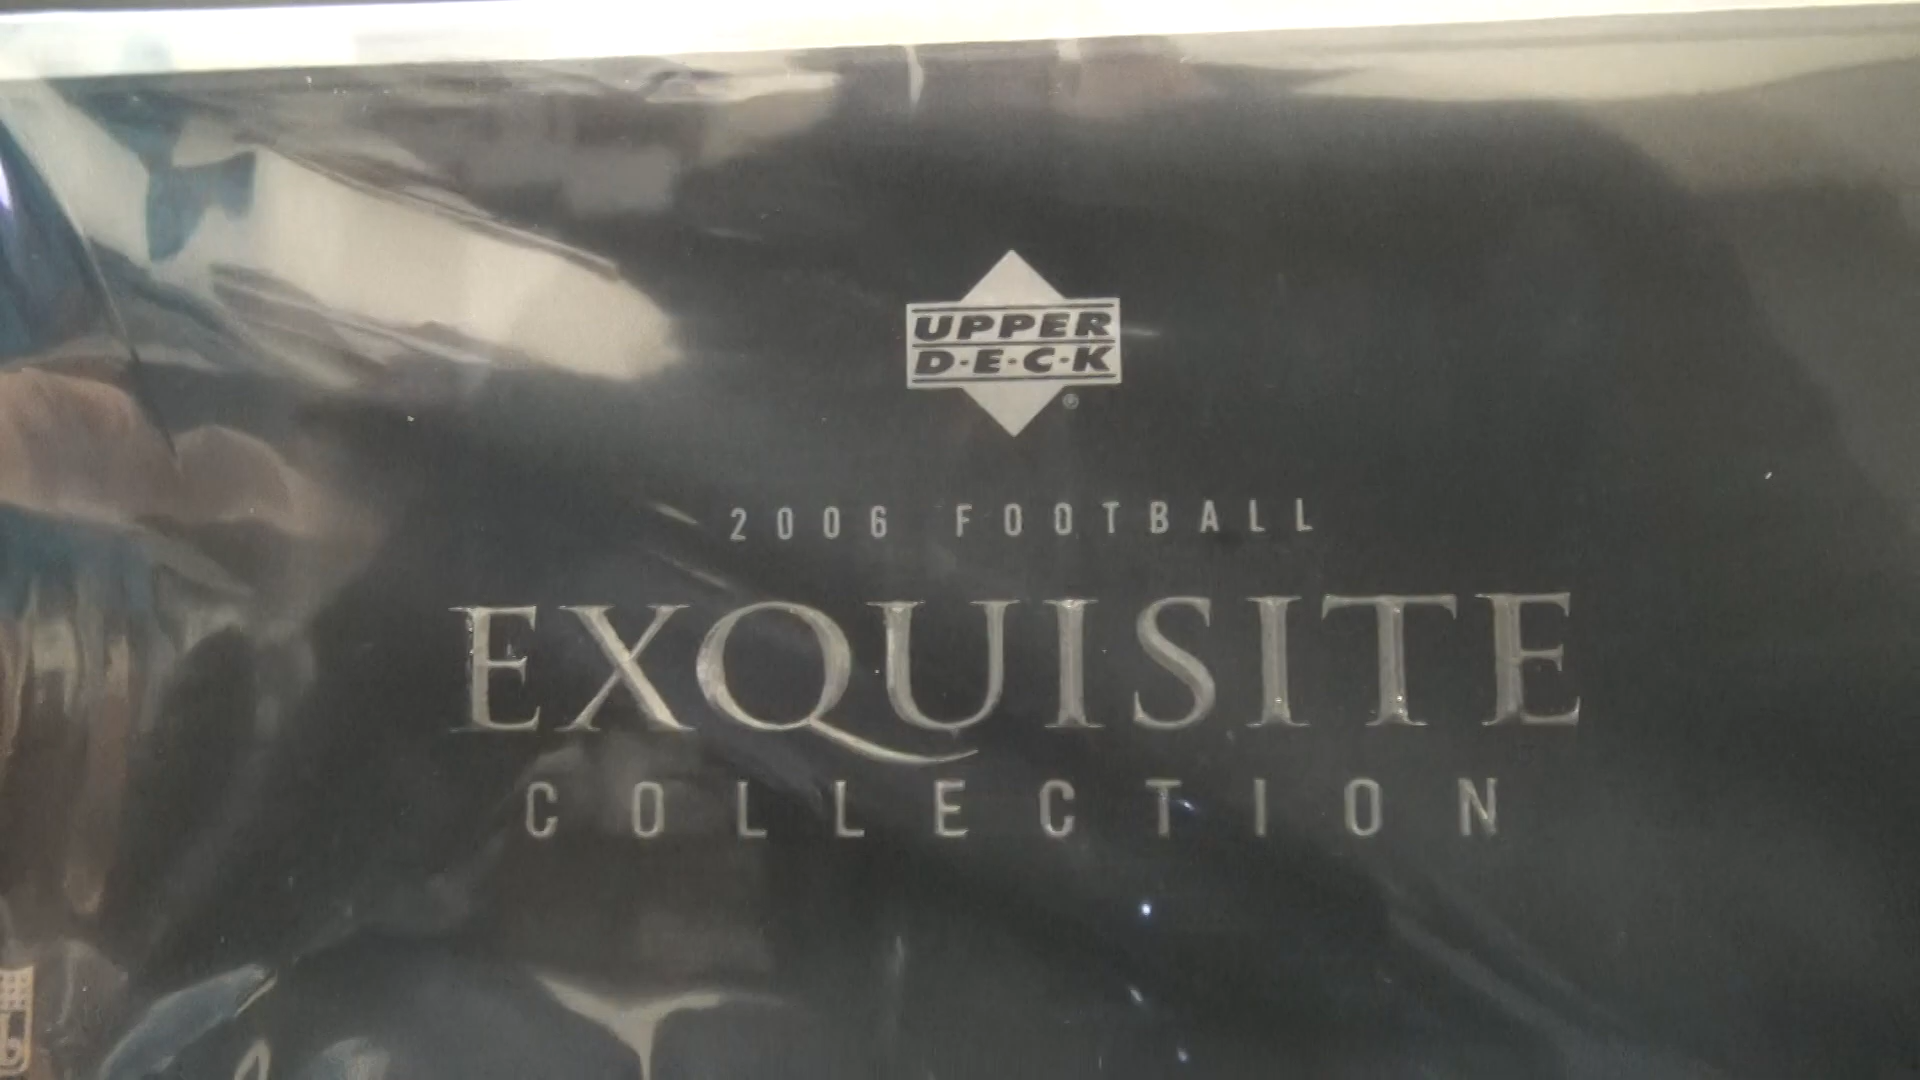 UPPER
D·E·C·K
®
2006 FOOTBALL
EXQUISITE
COLLECTION